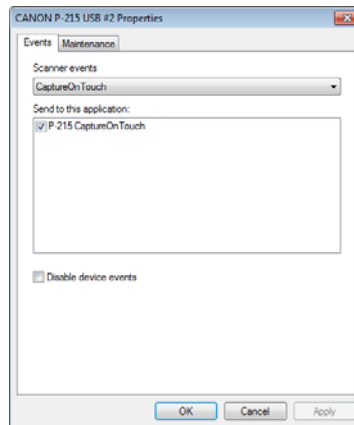 CANON P-215 USB #2 Properties
Events Maintenance
Scanner events
CaptureOnTouch
Send to this application:
P-215 CaptureOnTouch
Disable device events
OK Cancel Apply